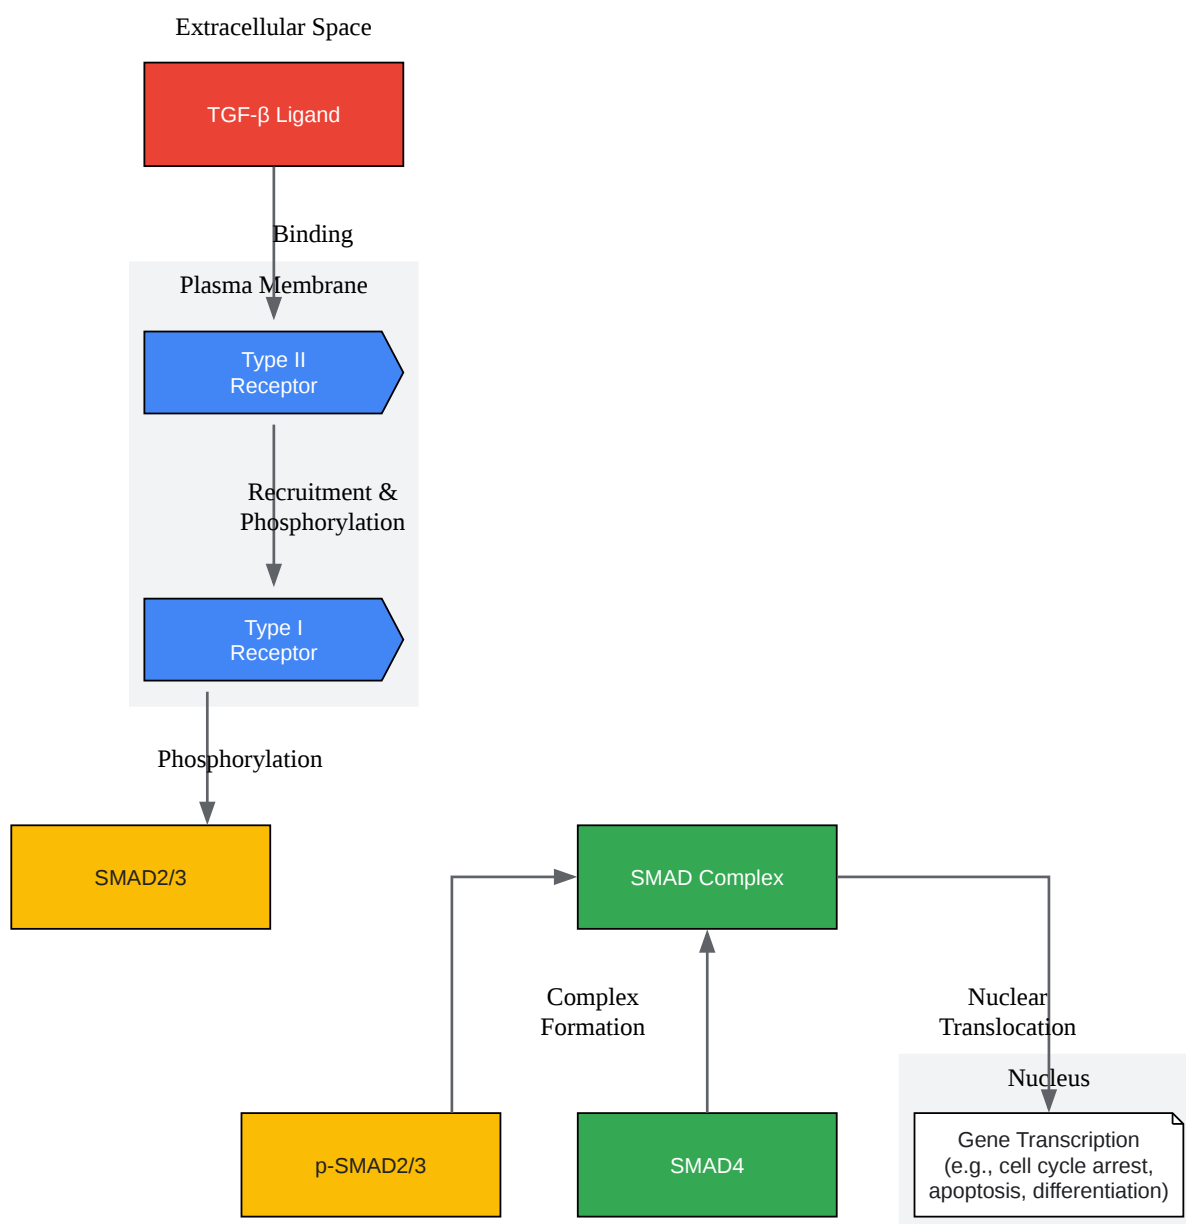 Extracellular Space
TGF-β Ligand
Binding
Plasma Membrane
Type II
Receptor
Recruitment &
Phosphorylation
Type I
Receptor
Phosphorylation
SMAD2/3
SMAD Complex
Complex
Formation
Nuclear
Translocation
Nucleus
p-SMAD2/3
SMAD4
Gene Transcription
(e.g., cell cycle arrest,
apoptosis, differentiation)